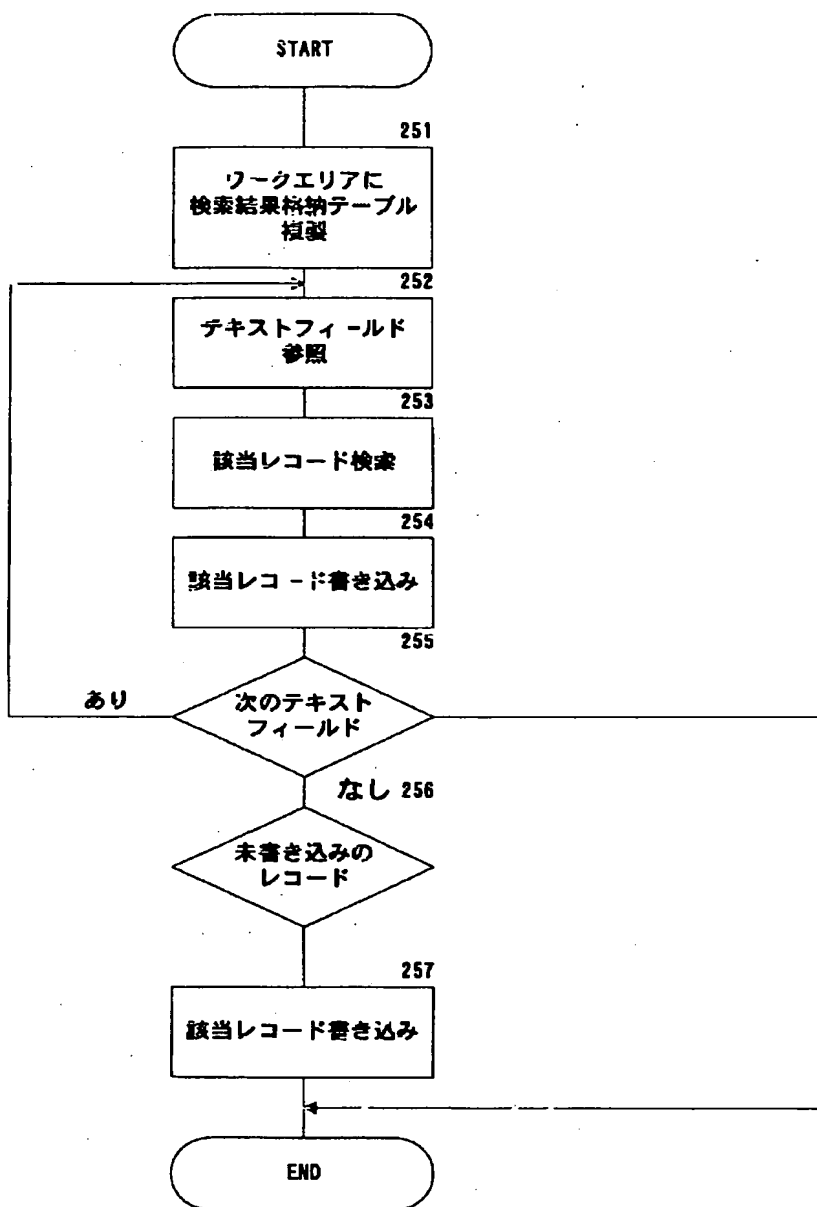 START
251
ワークエリアに
検索結果格納テーブル
複製
252
テキストフィールド
参照
253
該当レコード検索
254
該当レコード書き込み
255
次のテキスト
フィールド
あり
なし 256
未書き込みの
レコード
257
該当レコード書き込み
END